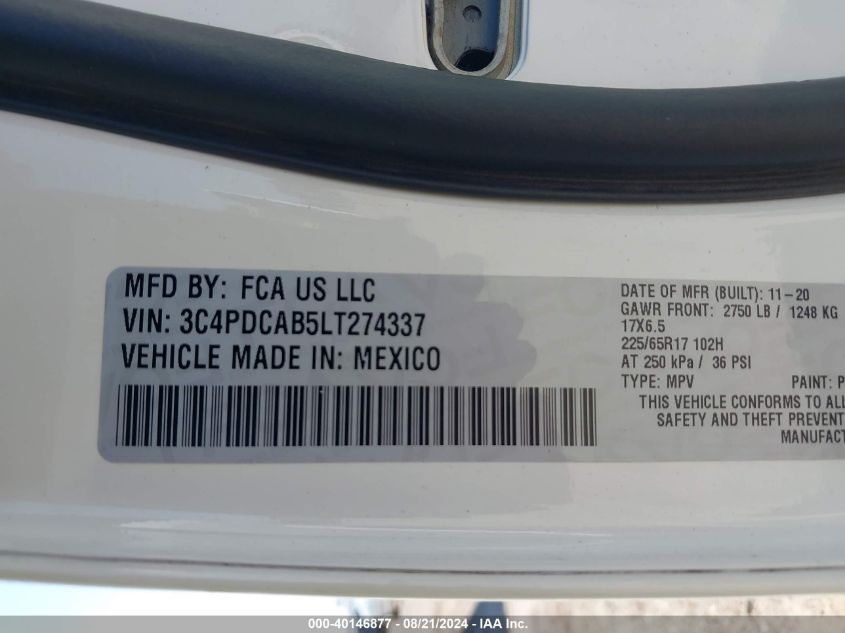 MFD BY: FCA US LLC
VIN: 3C4PDCAB5LT274337
VEHICLE MADE IN: MEXICO
DATE OF MFR (BUILT): 11-20
GAWR FRONT: 2750 LB / 1248 KG
17X6.5
225/65R17 102H
AT 250 kPa / 36 PSI
TYPE: MPV PAINT: P
THIS VEHICLE CONFORMS TO ALL
SAFETY AND THEFT PREVENT
MANUFACT
000-40146877 - 08/21/2024 - IAAI Inc.